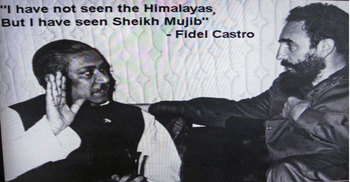 "I have not seen the Himalayas,
But I have seen Sheikh Mujib"
- Fidel Castro